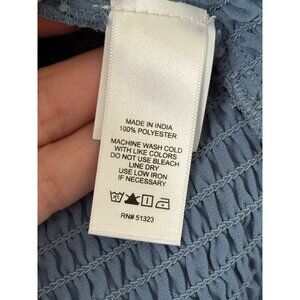 MADE IN INDIA
100% POLYESTER
MACHINE WASH COLD
WITH LIKE COLORS
DO NOT USE BLEACH
LINE DRY
USE LOW IRON
IF NECESSARY
RN# 51323